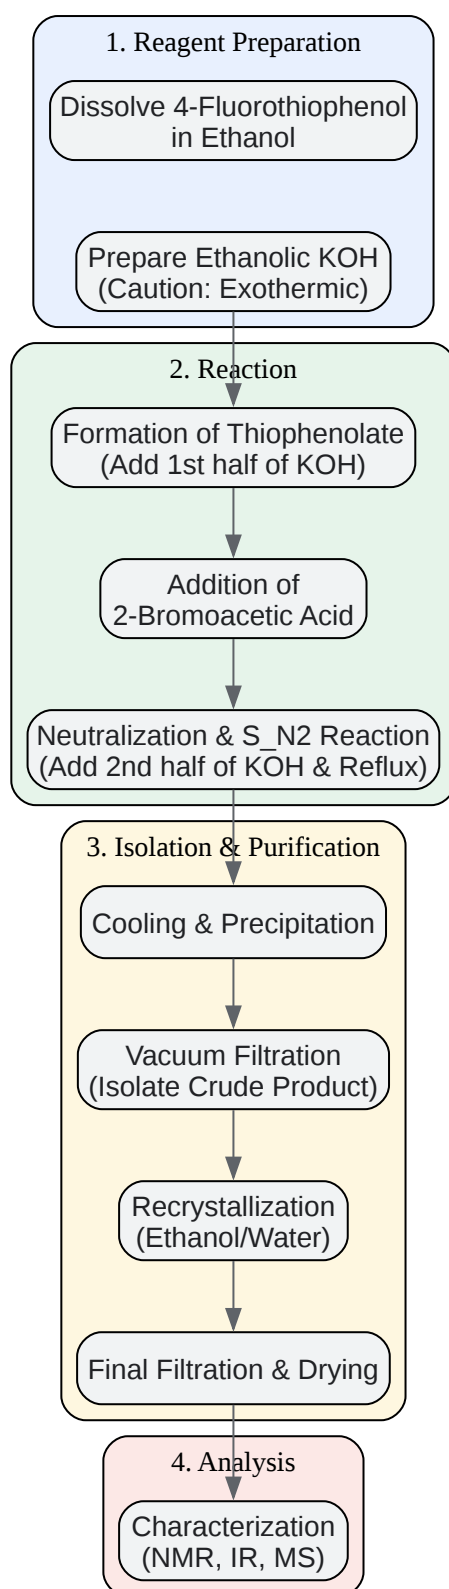 1. Reagent Preparation
Dissolve 4-Fluorothiophenol
in Ethanol
Prepare Ethanolic KOH
(Caution: Exothermic)
2. Reaction
Formation of Thiophenolate
(Add 1st half of KOH)
Addition of
2-Bromoacetic Acid
Neutralization & S_N2 Reaction
(Add 2nd half of KOH & Reflux)
3. Isolation & Purification
Cooling & Precipitation
Vacuum Filtration
(Isolate Crude Product)
Recrystallization
(Ethanol/Water)
Final Filtration & Drying
4. Analysis
Characterization
(NMR, IR, MS)